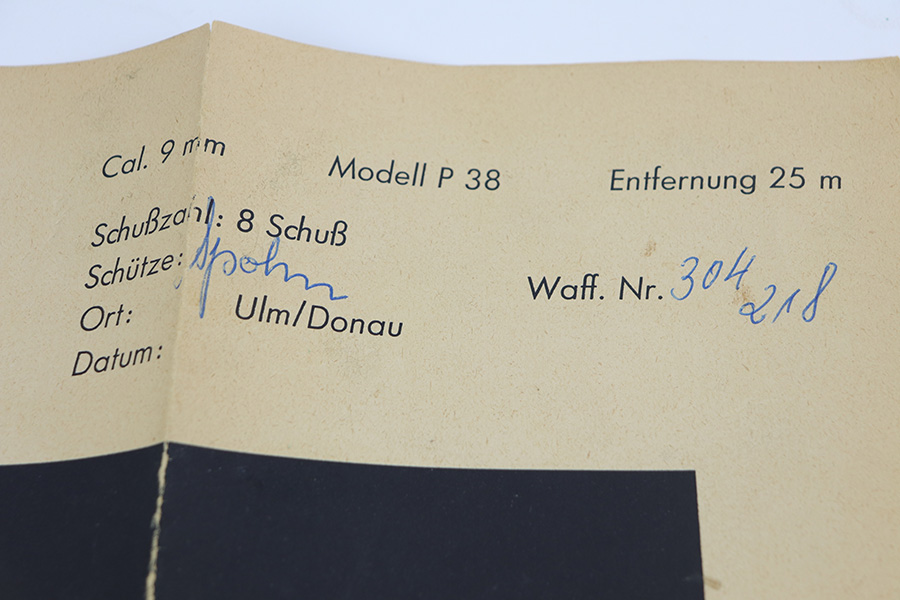 Cal. 9 mm Modell P 38 Entfernung 25 m
Schußzahl: 8 Schuß
Schütze: Spohn Waff. Nr. 304 218
Ort: Ulm/Donau
Datum: